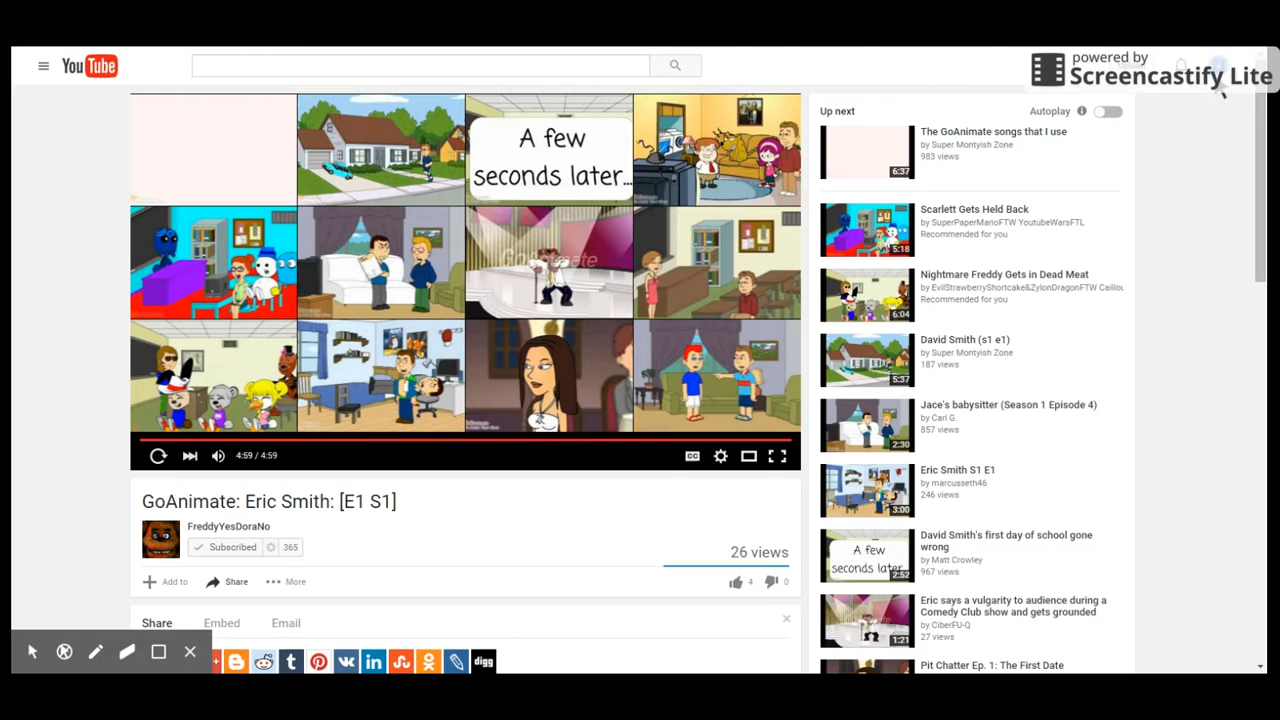 YouTube
powered by
Screencastify Lite
A few
seconds later...
GoAnimate
4:59 / 4:59
CC
GoAnimate: Eric Smith: [E1 S1]
FreddyYesDoraNo
Subscribed 365
26 views
Add to Share More
4 0
Share Embed Email
digg
Up next
Autoplay
The GoAnimate songs that I use
by Super Montyish Zone
983 views
6:37
Scarlett Gets Held Back
by SuperPaperMarioFTW YoutubeWarsFTL
Recommended for you
5:18
Nightmare Freddy Gets in Dead Meat
by EvilStrawberryShortcake&ZylonDragonFTW Caillou
Recommended for you
6:04
David Smith (s1 e1)
by Super Montyish Zone
187 views
5:37
Jace's babysitter (Season 1 Episode 4)
by Carl G.
857 views
2:30
Eric Smith S1 E1
by marcusseth46
246 views
3:00
David Smith's first day of school gone
wrong
by Matt Crowley
967 views
A few
seconds later
2:52
Eric says a vulgarity to audience during a
Comedy Club show and gets grounded
by CiberFU-Q
27 views
1:21
Pit Chatter Ep. 1: The First Date